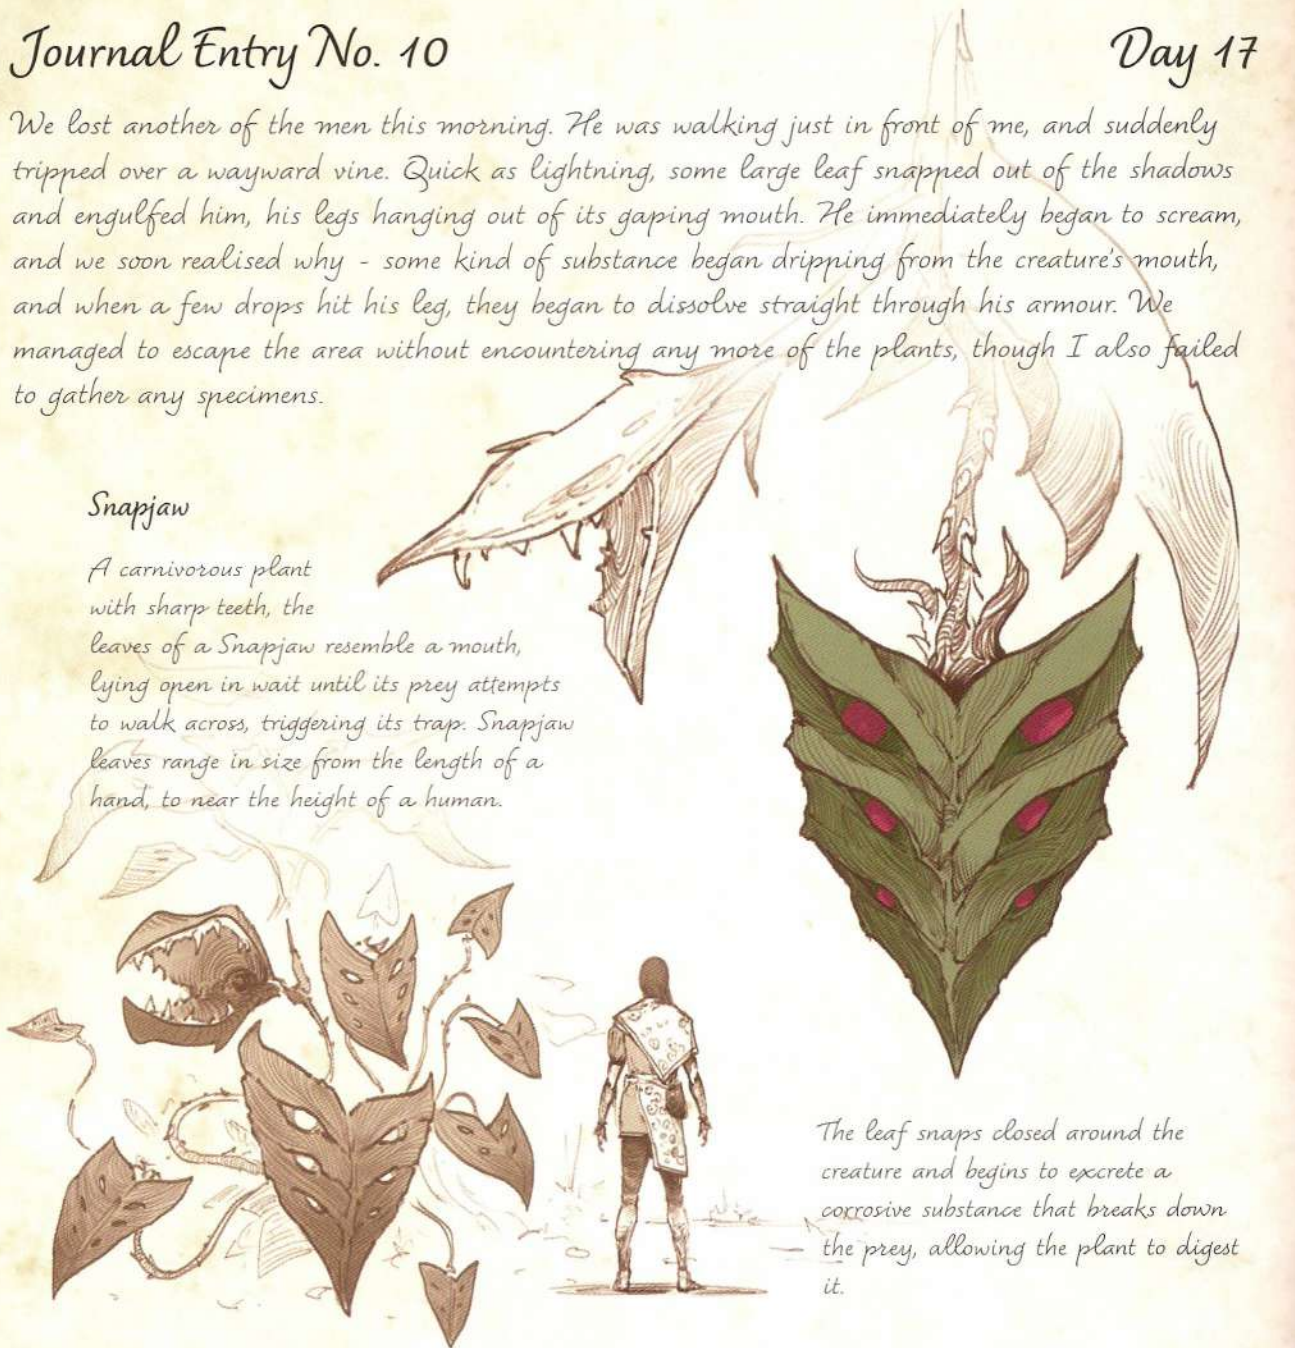 Journal Entry No. 10
Day 17
We lost another of the men this morning. He was walking just in front of me, and suddenly
tripped over a wayward vine. Quick as lightning, some large leaf snapped out of the shadows
and engulfed him, his legs hanging out of its gaping mouth. He immediately began to scream,
and we soon realised why - some kind of substance began dripping from the creature's mouth,
and when a few drops hit his leg, they began to dissolve straight through his armour. We
managed to escape the area without encountering any more of the plants, though I also failed
to gather any specimens.
Snapjaw
A carnivorous plant
with sharp teeth, the
leaves of a Snapjaw resemble a mouth,
lying open in wait until its prey attempts
to walk across, triggering its trap. Snapjaw
leaves range in size from the length of a
hand, to near the height of a human.
The leaf snaps closed around the
creature and begins to excrete a
corrosive substance that breaks down
the prey, allowing the plant to digest
it.